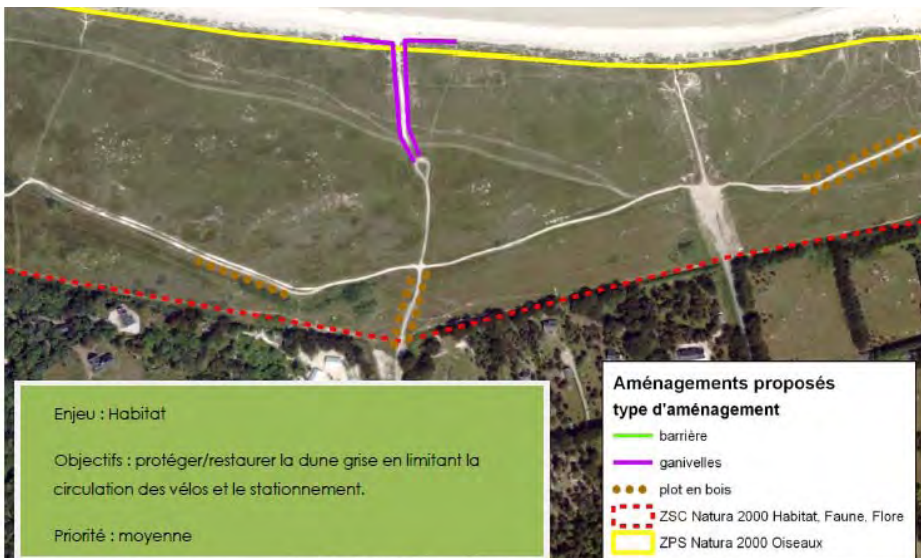 Enjeu : Habitat
Objectifs : protéger/restaurer la dune grise en limitant la
circulation des vélos et le stationnement.
Priorité : moyenne
Aménagements proposés
type d'aménagement
barrière
ganivelles
plot en bois
ZSC Natura 2000 Habitat, Faune, Flore
ZPS Natura 2000 Oiseaux